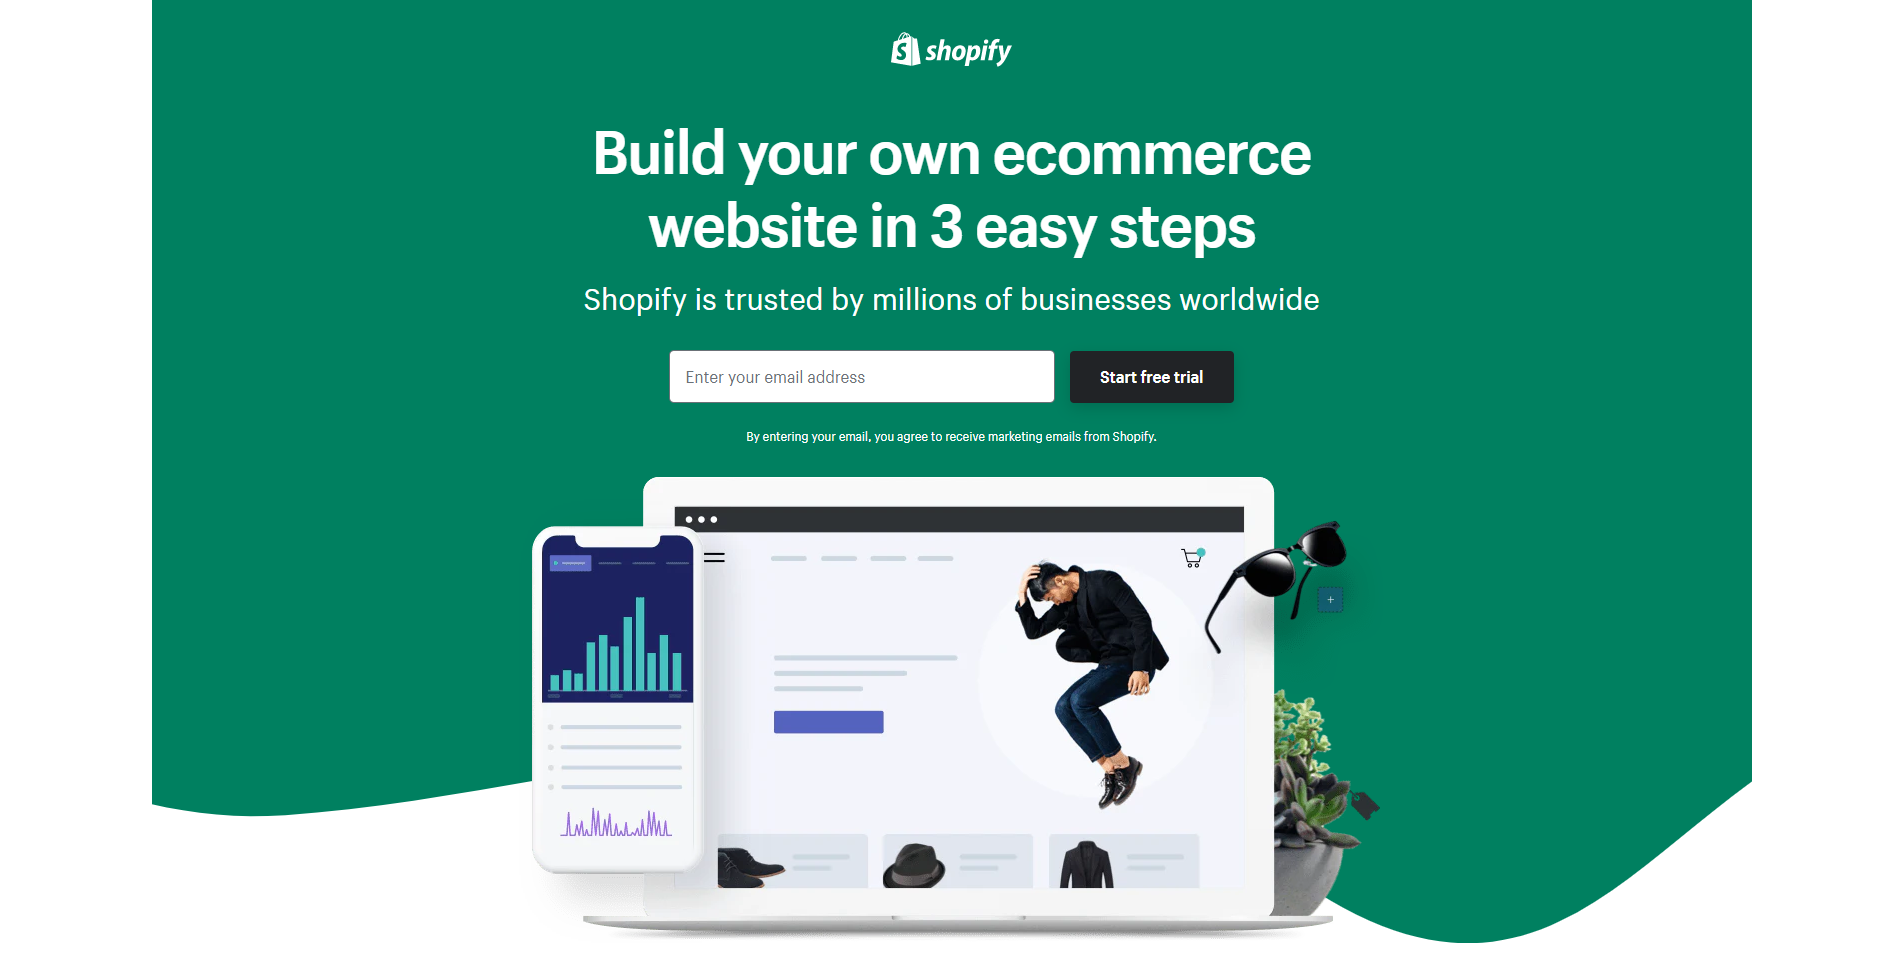 shopify
Build your own ecommerce
website in 3 easy steps
Shopify is trusted by millions of businesses worldwide
Enter your email address
Start free trial
By entering your email, you agree to receive marketing emails from Shopify.